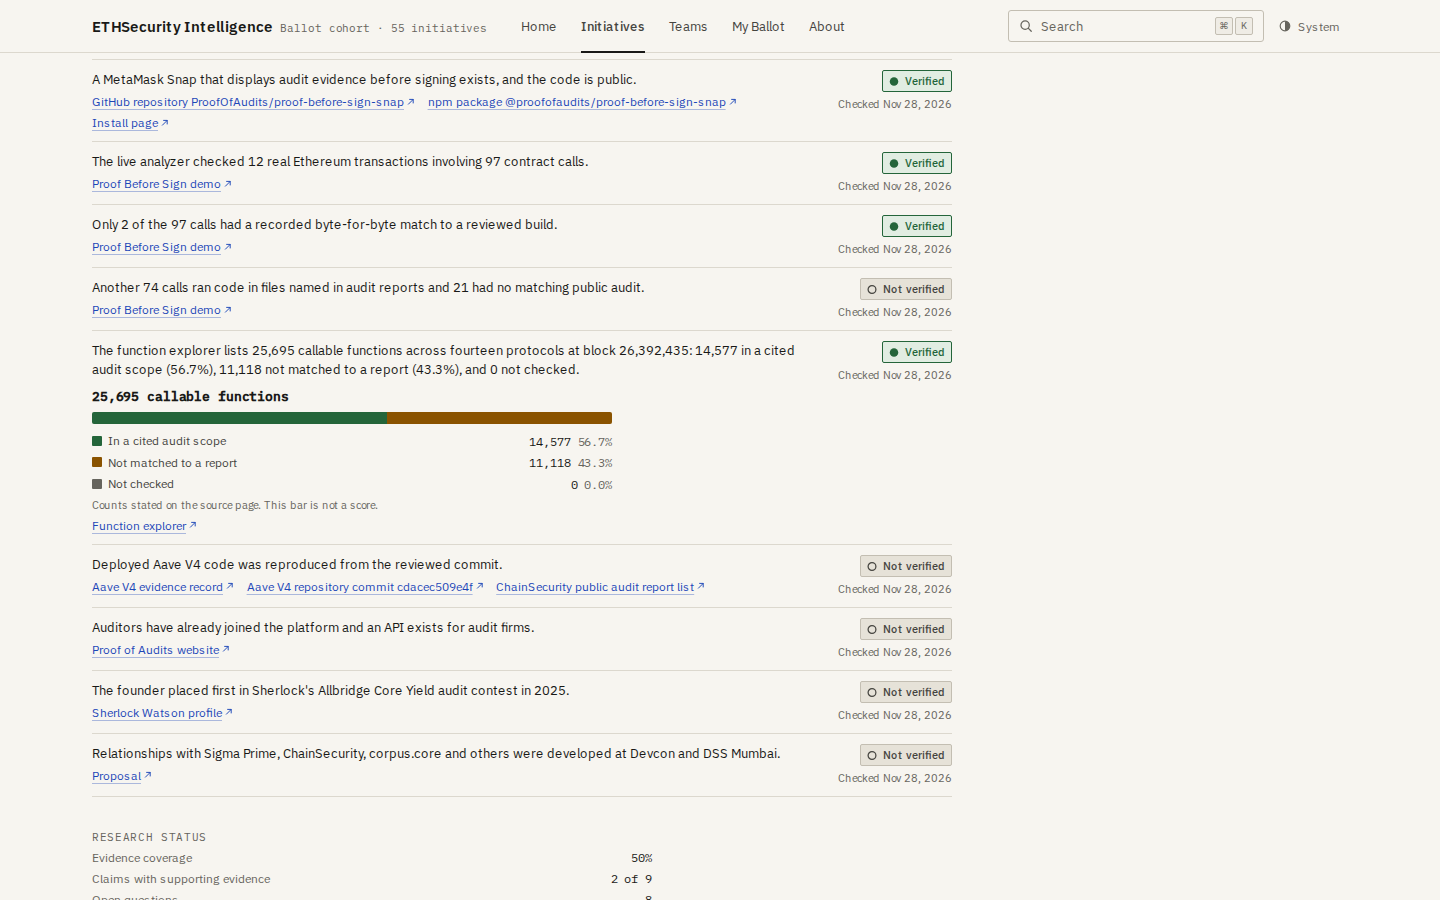 ETHSecurity Intelligence Ballot cohort · 55 initiatives Home Initiatives Teams My Ballot About Search ⌘ K System
A MetaMask Snap that displays audit evidence before signing exists, and the code is public. Verified
GitHub repository ProofOfAudits/proof-before-sign-snap ↗ npm package @proofofaudits/proof-before-sign-snap ↗ Checked Nov 28, 2026
Install page ↗
The live analyzer checked 12 real Ethereum transactions involving 97 contract calls. Verified
Proof Before Sign demo ↗ Checked Nov 28, 2026
Only 2 of the 97 calls had a recorded byte-for-byte match to a reviewed build. Verified
Proof Before Sign demo ↗ Checked Nov 28, 2026
Another 74 calls ran code in files named in audit reports and 21 had no matching public audit. Not verified
Proof Before Sign demo ↗ Checked Nov 28, 2026
The function explorer lists 25,695 callable functions across fourteen protocols at block 26,392,435: 14,577 in a cited Verified
audit scope (56.7%), 11,118 not matched to a report (43.3%), and 0 not checked. Checked Nov 28, 2026
25,695 callable functions
In a cited audit scope 14,577 56.7%
Not matched to a report 11,118 43.3%
Not checked 0 0.0%
Counts stated on the source page. This bar is not a score.
Function explorer ↗
Deployed Aave V4 code was reproduced from the reviewed commit. Not verified
Aave V4 evidence record ↗ Aave V4 repository commit cdacec509e4f ↗ ChainSecurity public audit report list ↗ Checked Nov 28, 2026
Auditors have already joined the platform and an API exists for audit firms. Not verified
Proof of Audits website ↗ Checked Nov 28, 2026
The founder placed first in Sherlock's Allbridge Core Yield audit contest in 2025. Not verified
Sherlock Watson profile ↗ Checked Nov 28, 2026
Relationships with Sigma Prime, ChainSecurity, corpus.core and others were developed at Devcon and DSS Mumbai. Not verified
Proposal ↗ Checked Nov 28, 2026
RESEARCH STATUS
Evidence coverage 50%
Claims with supporting evidence 2 of 9
Open questions 8